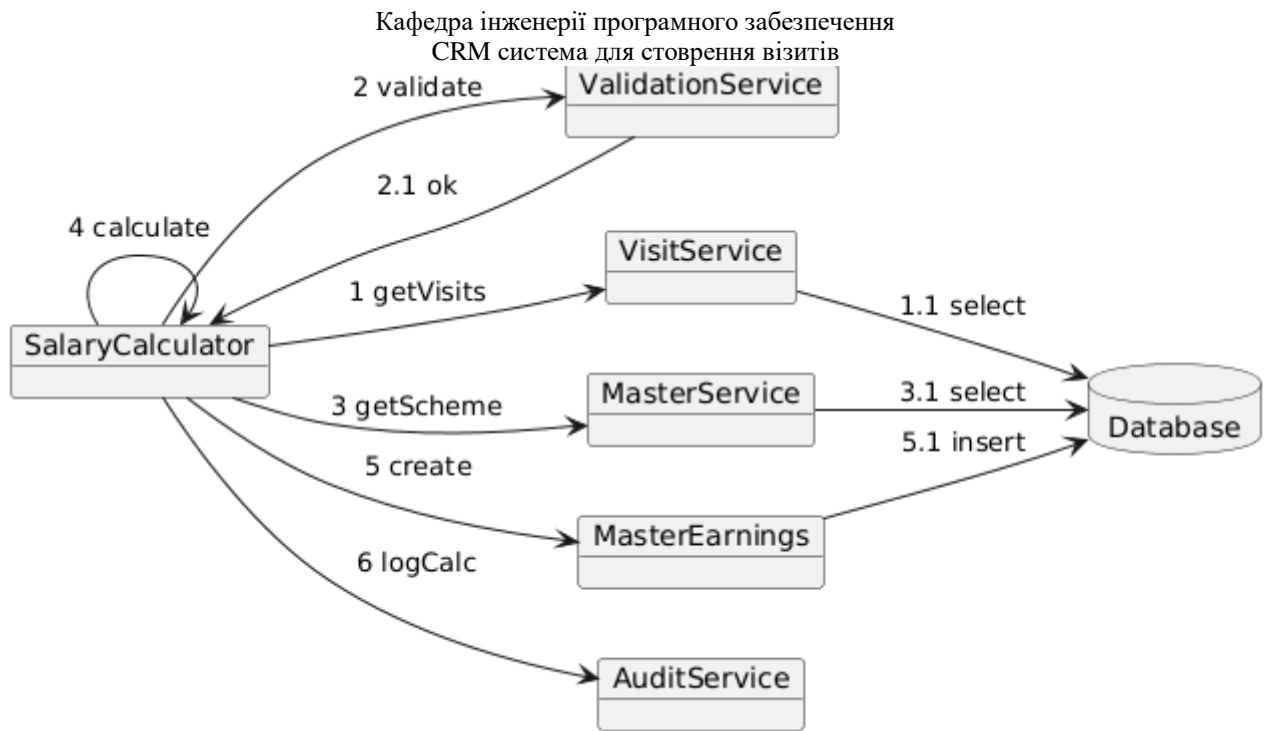 Кафедра інженерії програмного забезпечення
CRM система для стоврення візитів
2 validate
ValidationService
2.1 ok
4 calculate
VisitService
1 getVisits
1.1 select
SalaryCalculator
MasterService
3 getScheme
3.1 select
Database
5.1 insert
5 create
MasterEarnings
6 logCalc
AuditService